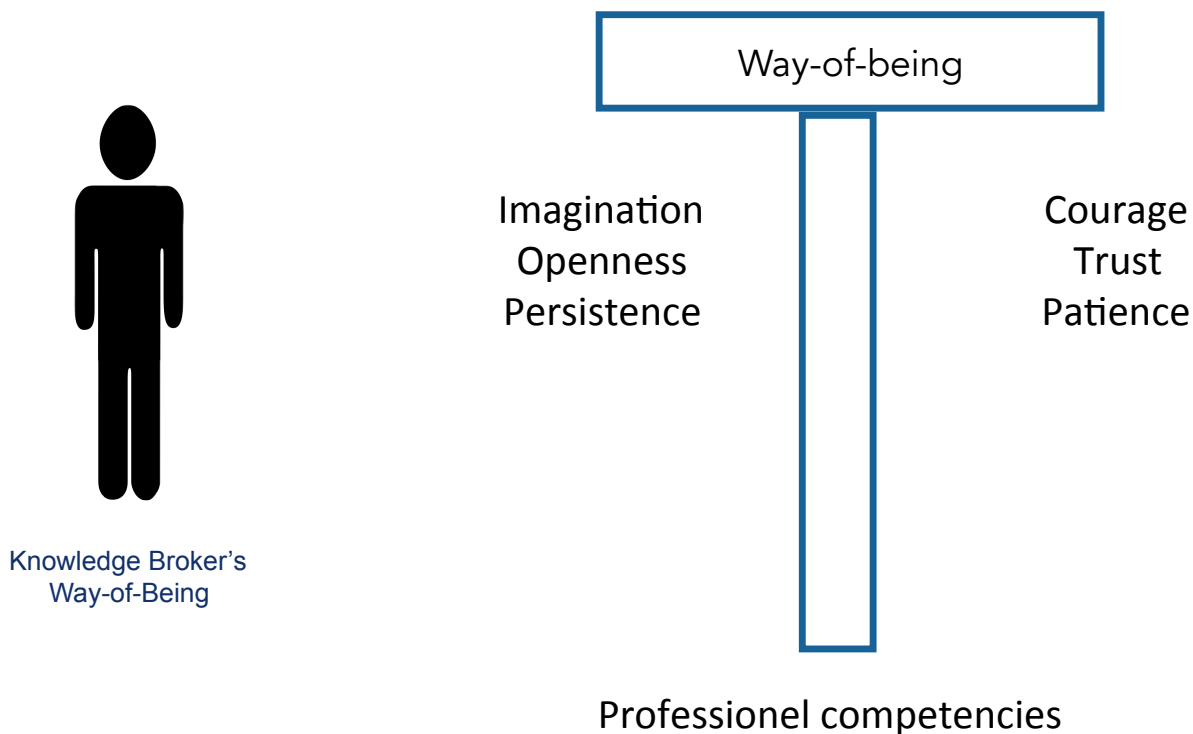 Way-of-being
Imagination
Openness
Persistence
Courage
Trust
Patience
Knowledge Broker's
Way-of-Being
Professionel competencies